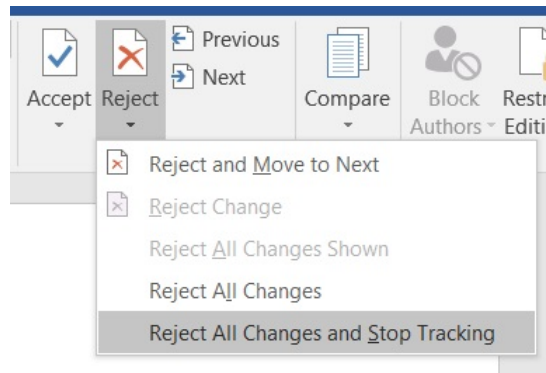 Previous
Next
Accept
Reject
Compare
Block
Authors
Restr
Editi
Reject and Move to Next
Reject Change
Reject All Changes Shown
Reject All Changes
Reject All Changes and Stop Tracking